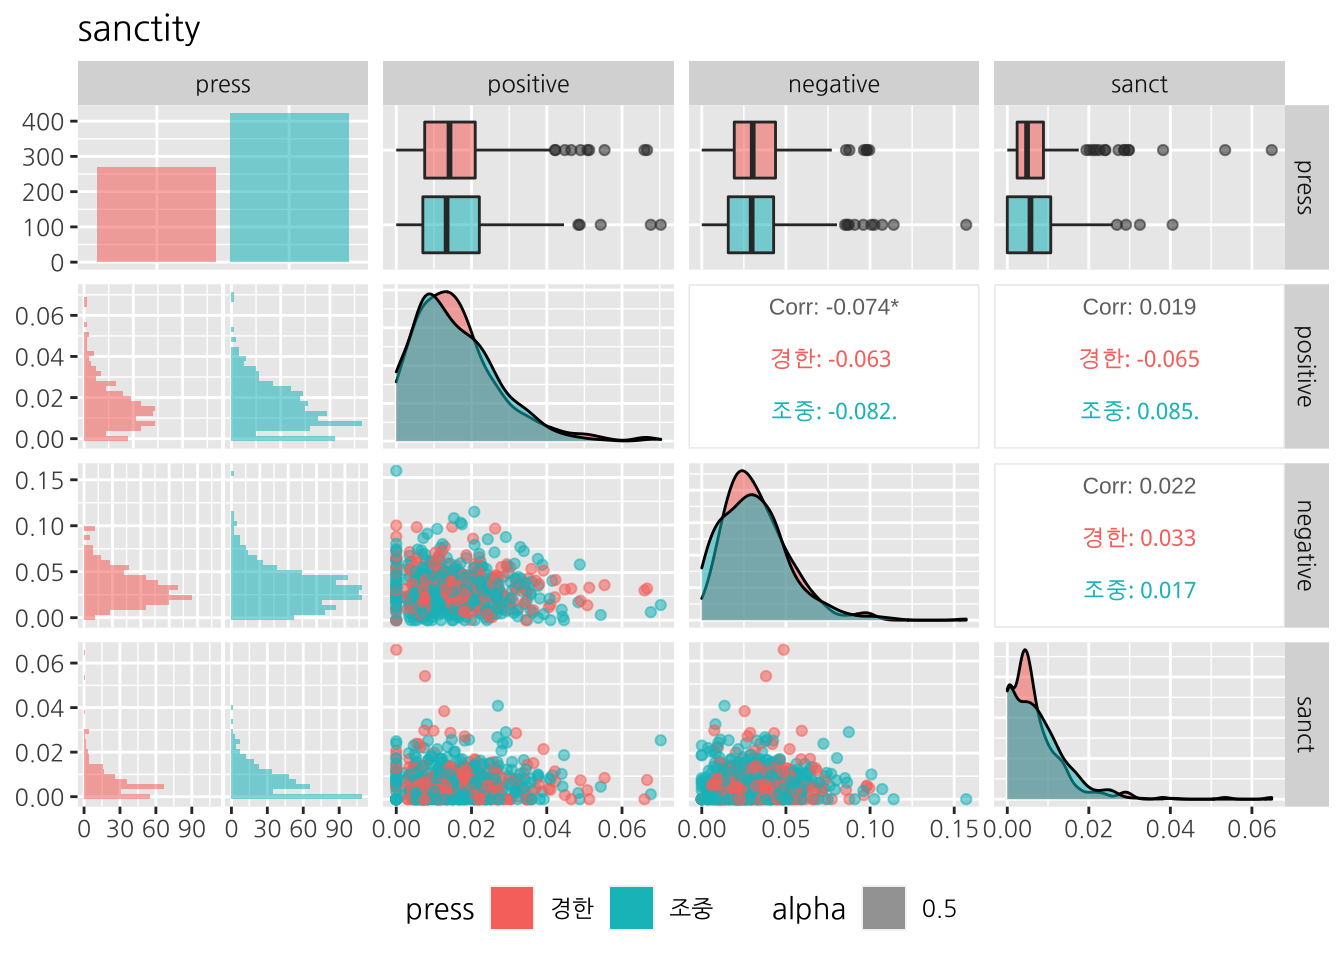 sanctity
press positive negative sanct
400
300
200
100
0
press
0.06
0.04
0.02
0.00
Corr: -0.074*
경한: -0.063
조중: -0.082.
Corr: 0.019
경한: -0.065
조중: 0.085.
positive
0.15
0.10
0.05
0.00
Corr: 0.022
경한: 0.033
조중: 0.017
negative
0.06
0.04
0.02
0.00
sanct
0 30 60 90 0 30 60 90 0.00 0.02 0.04 0.06 0.00 0.05 0.10 0.15 0.00 0.02 0.04 0.06
press 경한 조중 alpha 0.5